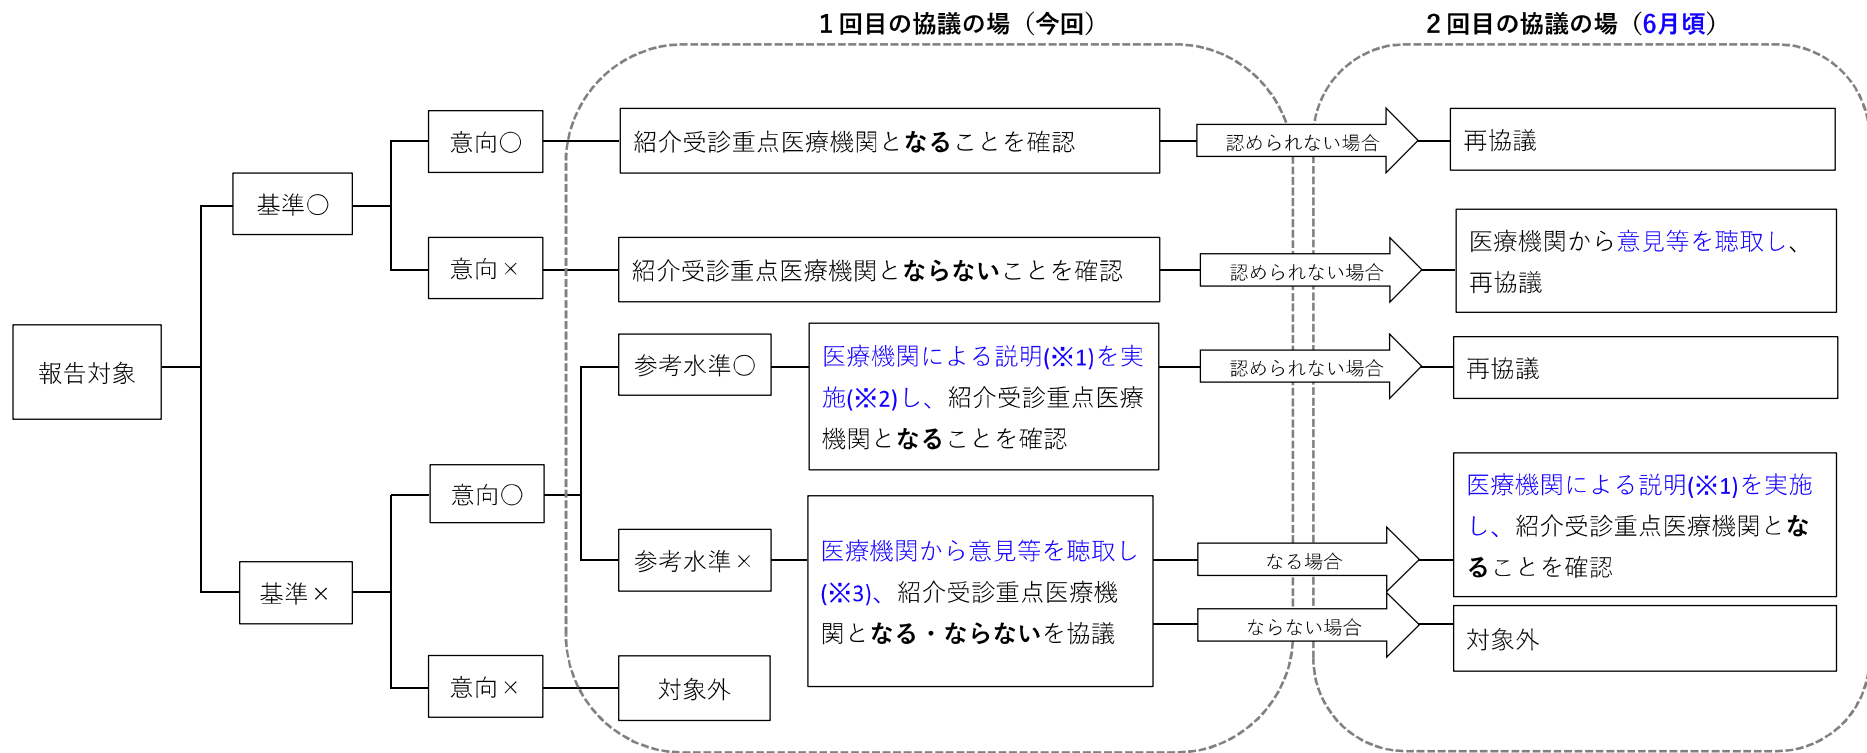 1回目の協議の場（今回）
2回目の協議の場（6月頃）
報告対象
基準○
意向○
紹介受診重点医療機関となることを確認
認められない場合
再協議
意向×
紹介受診重点医療機関とならないことを確認
認められない場合
医療機関から意見等を聴取し、
再協議
基準×
意向○
参考水準○
医療機関による説明(※1)を実
施(※2)し、紹介受診重点医療
機関となることを確認
認められない場合
再協議
参考水準×
医療機関から意見等を聴取し
(※3)、紹介受診重点医療機
関となる・ならないを協議
なる場合
医療機関による説明(※1)を実施
し、紹介受診重点医療機関とな
ることを確認
ならない場合
対象外
意向×
対象外